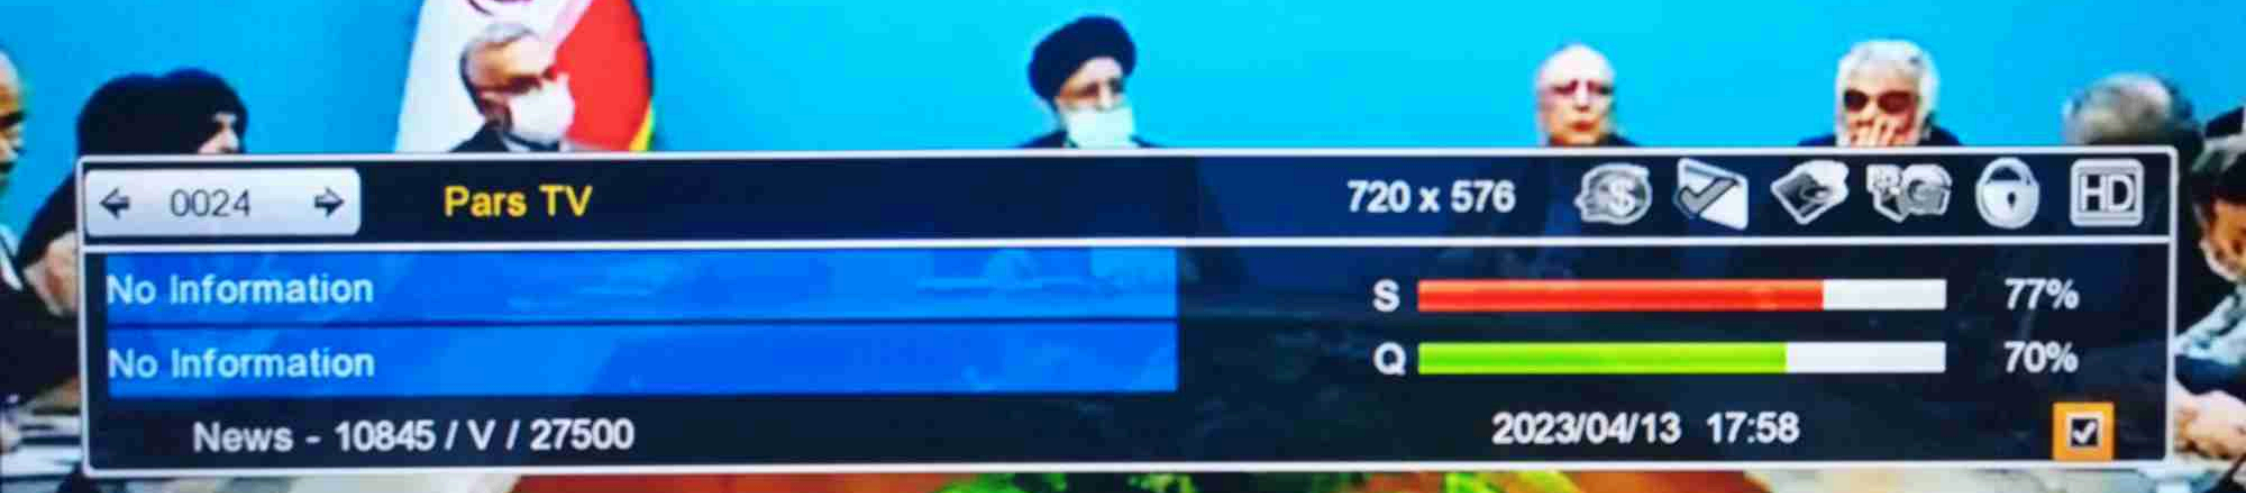 0024 Pars TV 720 x 576 HD
No Information S 77%
No Information Q 70%
News - 10845 / V / 27500 2023/04/13 17:58